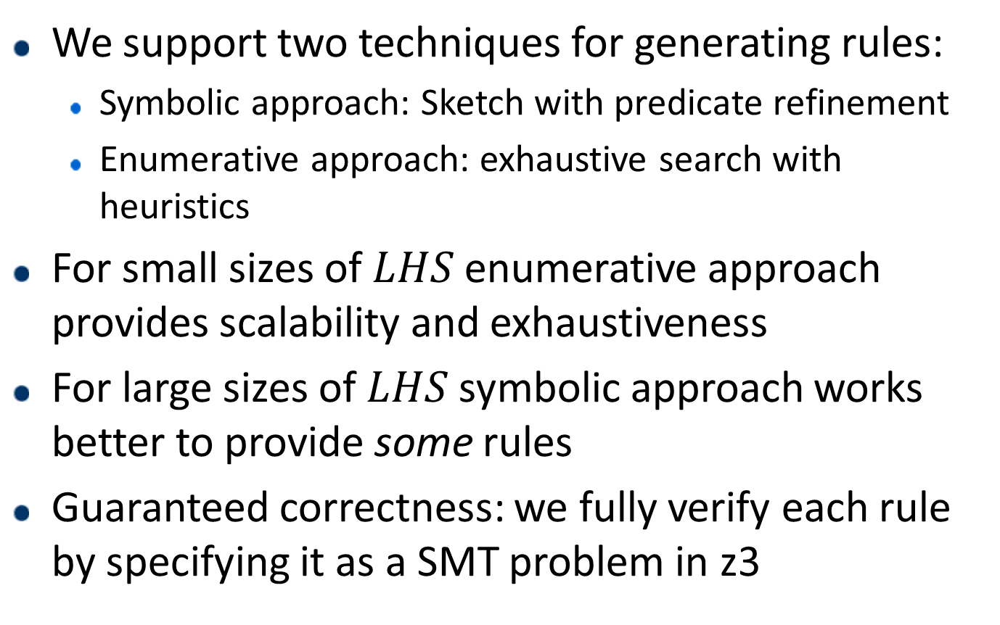 • We support two techniques for generating rules:
• Symbolic approach: Sketch with predicate refinement
• Enumerative approach: exhaustive search with
heuristics
• For small sizes of LHS enumerative approach
provides scalability and exhaustiveness
• For large sizes of LHS symbolic approach works
better to provide some rules
• Guaranteed correctness: we fully verify each rule
by specifying it as a SMT problem in z3